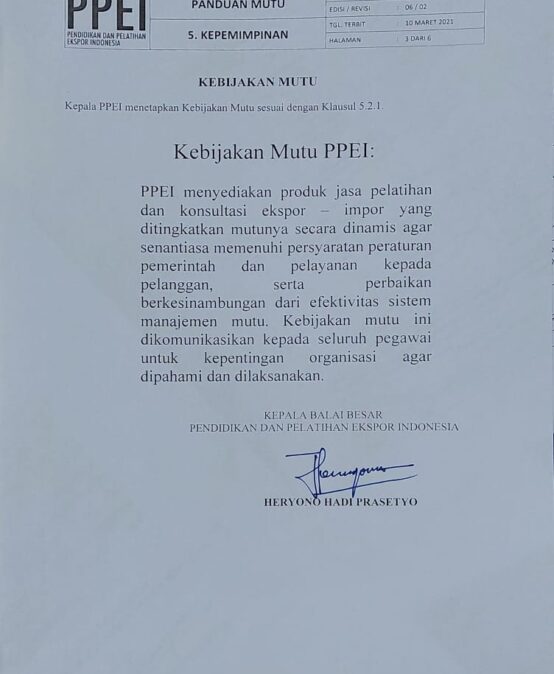 PPEI
PENDIDIKAN DAN PELATIHAN
EKSPOR INDONESIA
PANDUAN MUTU
5. KEPEMIMPINAN
EDISI / REVISI : 06 / 02
TGL. TERBIT : 10 MARET 2021
HALAMAN : 3 DARI 6
KEBIJAKAN MUTU
Kepala PPEI menetapkan Kebijakan Mutu sesuai dengan Klausul 5.2.1.
Kebijakan Mutu PPEI:
PPEI menyediakan produk jasa pelatihan
dan konsultasi ekspor – impor yang
ditingkatkan mutunya secara dinamis agar
senantiasa memenuhi persyaratan peraturan
pemerintah dan pelayanan kepada
pelanggan, serta perbaikan
berkesinambungan dari efektivitas sistem
manajemen mutu. Kebijakan mutu ini
dikomunikasikan kepada seluruh pegawai
untuk kepentingan organisasi agar
dipahami dan dilaksanakan.
KEPALA BALAI BESAR
PENDIDIKAN DAN PELATIHAN EKSPOR INDONESIA
HERYONO HADI PRASETYO